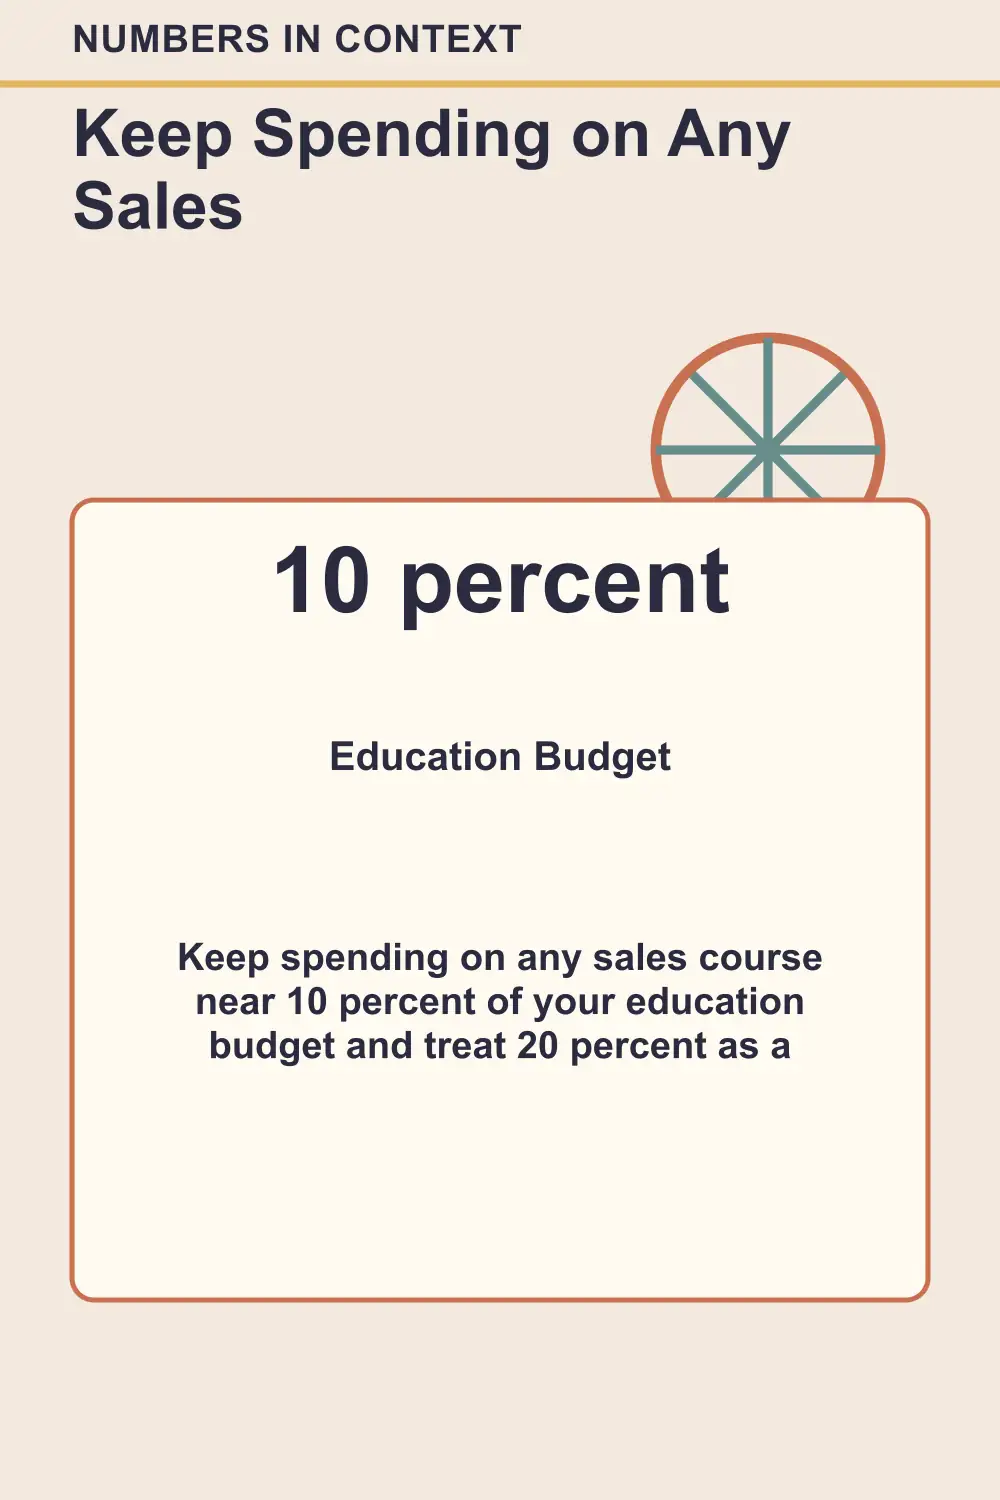 NUMBERS IN CONTEXT
Keep Spending on Any
Sales
10 percent
Education Budget
Keep spending on any sales course
near 10 percent of your education
budget and treat 20 percent as a